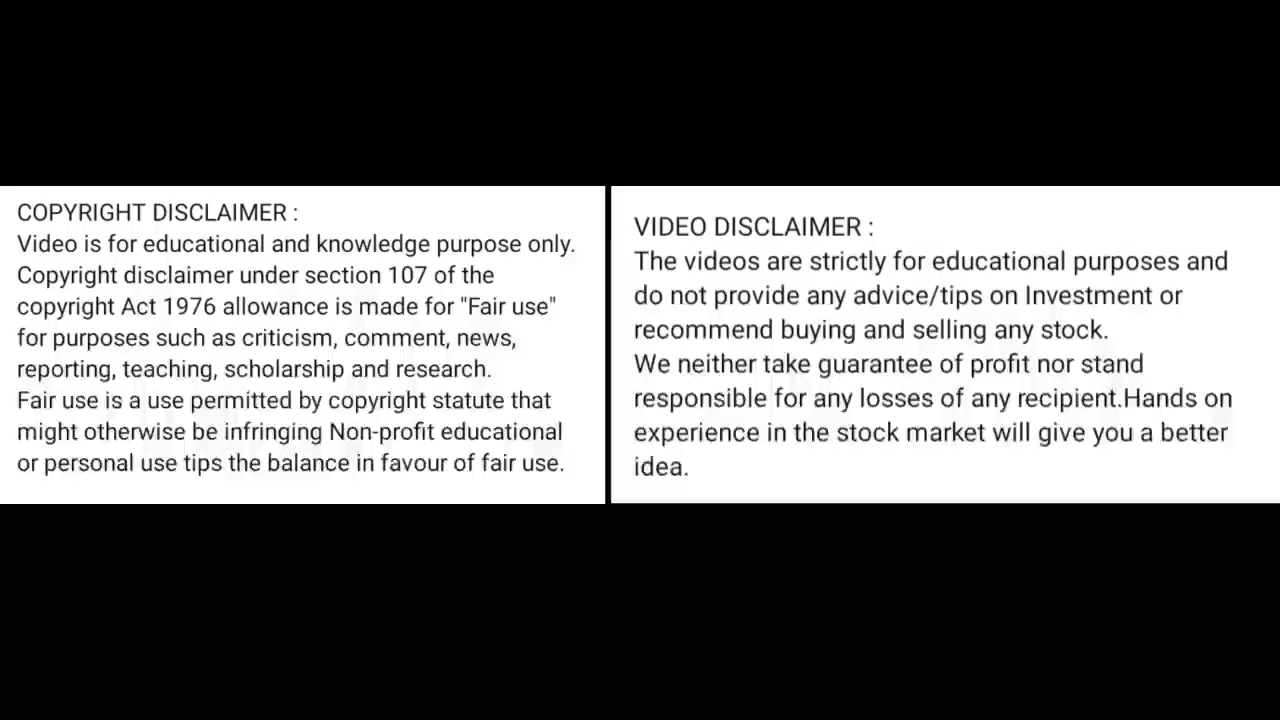 COPYRIGHT DISCLAIMER :
Video is for educational and knowledge purpose only.
Copyright disclaimer under section 107 of the
copyright Act 1976 allowance is made for "Fair use"
for purposes such as criticism, comment, news,
reporting, teaching, scholarship and research.
Fair use is a use permitted by copyright statute that
might otherwise be infringing Non-profit educational
or personal use tips the balance in favour of fair use.
VIDEO DISCLAIMER :
The videos are strictly for educational purposes and
do not provide any advice/tips on Investment or
recommend buying and selling any stock.
We neither take guarantee of profit nor stand
responsible for any losses of any recipient.Hands on
experience in the stock market will give you a better
idea.